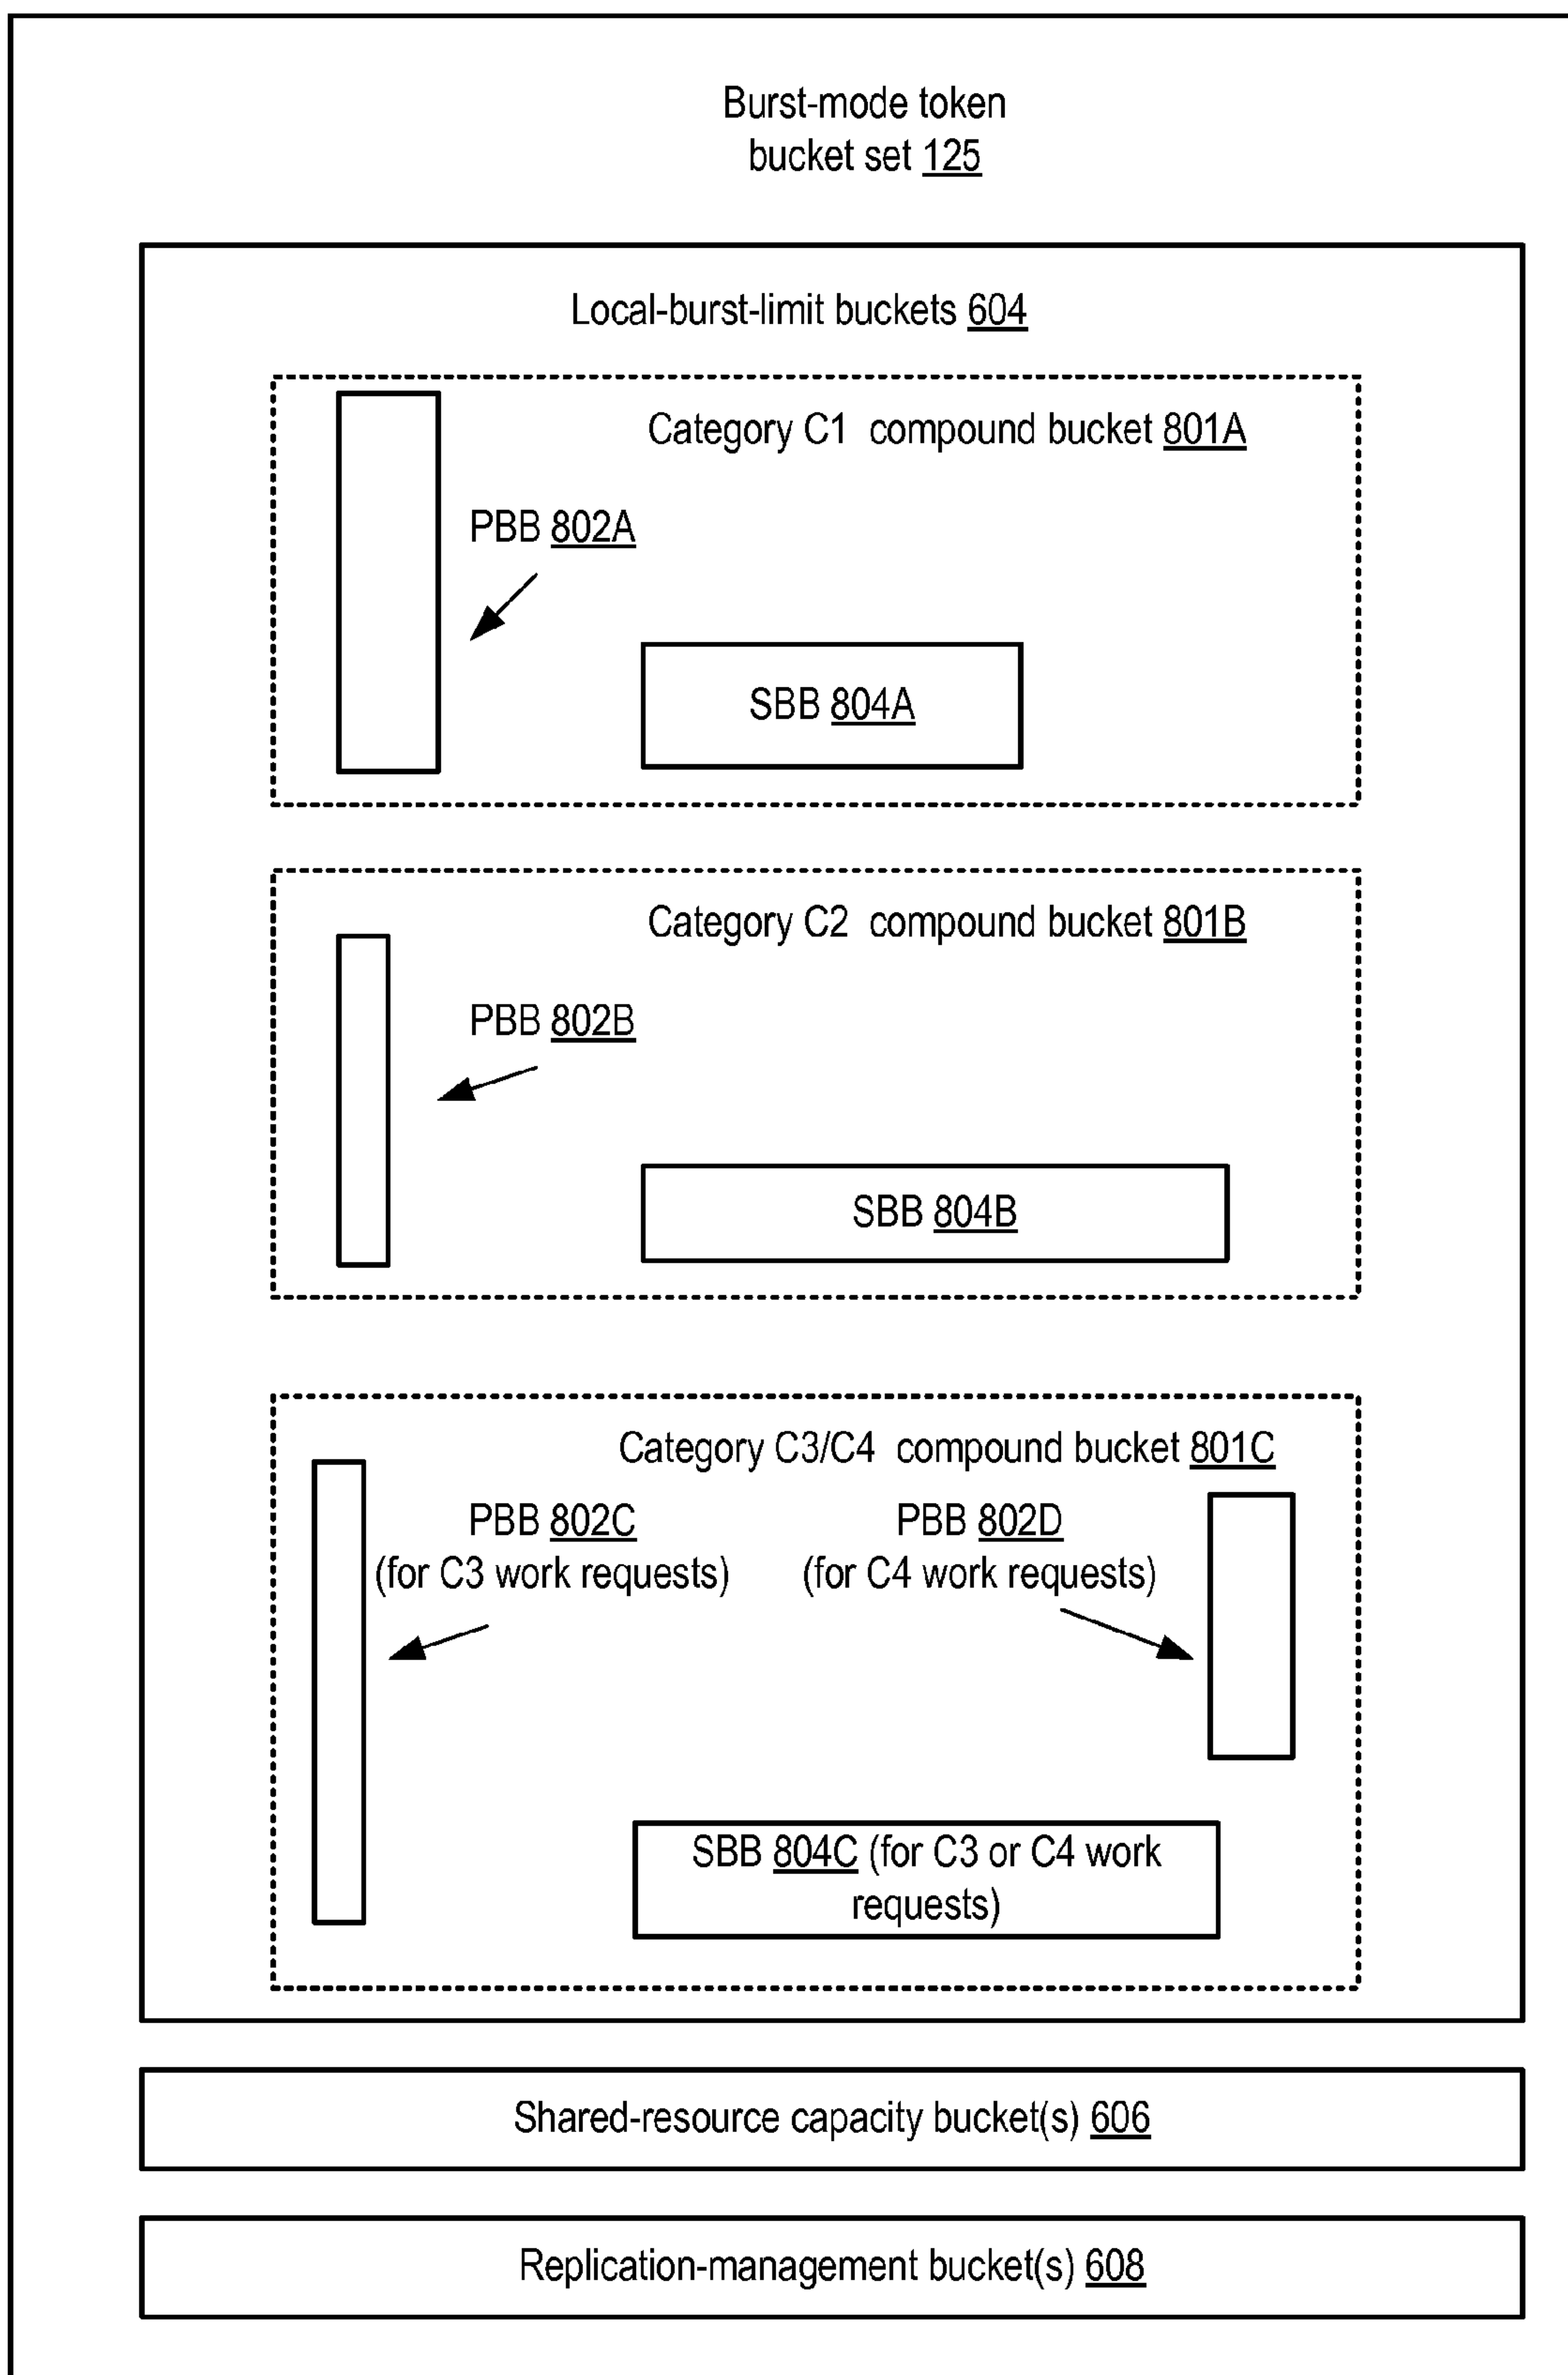 Burst-mode token
bucket set 125
Local-burst-limit buckets 604
Category C1 compound bucket 801A
PBB 802A
SBB 804A
Category C2 compound bucket 801B
PBB 802B
SBB 804B
Category C3/C4 compound bucket 801C
PBB 802C
(for C3 work requests)
PBB 802D
(for C4 work requests)
SBB 804C (for C3 or C4 work
requests)
Shared-resource capacity bucket(s) 606
Replication-management bucket(s) 608